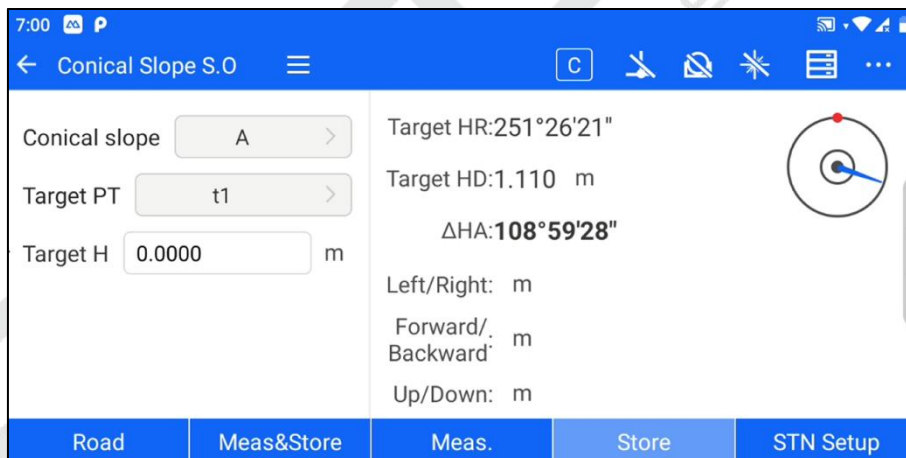 7:00
Conical Slope S.O
C
Conical slope A
Target PT t1
Target H 0.0000 m
Target HR:251°26'21"
Target HD:1.110 m
ΔHA:108°59'28"
Left/Right: m
Forward/
Backward: m
Up/Down: m
Road Meas&Store Meas. Store STN Setup